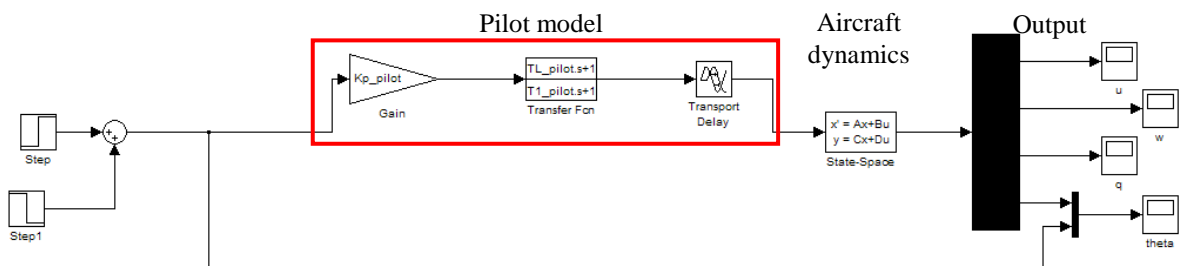 Pilot model
Aircraft
dynamics
Output
Kp_pilot
Gain
TL_pilot.s+1
T1_pilot.s+1
Transfer Fcn
Transport
Delay
x' = Ax+Bu
y = Cx+Du
State-Space
u
w
q
theta
Step
++
Step1